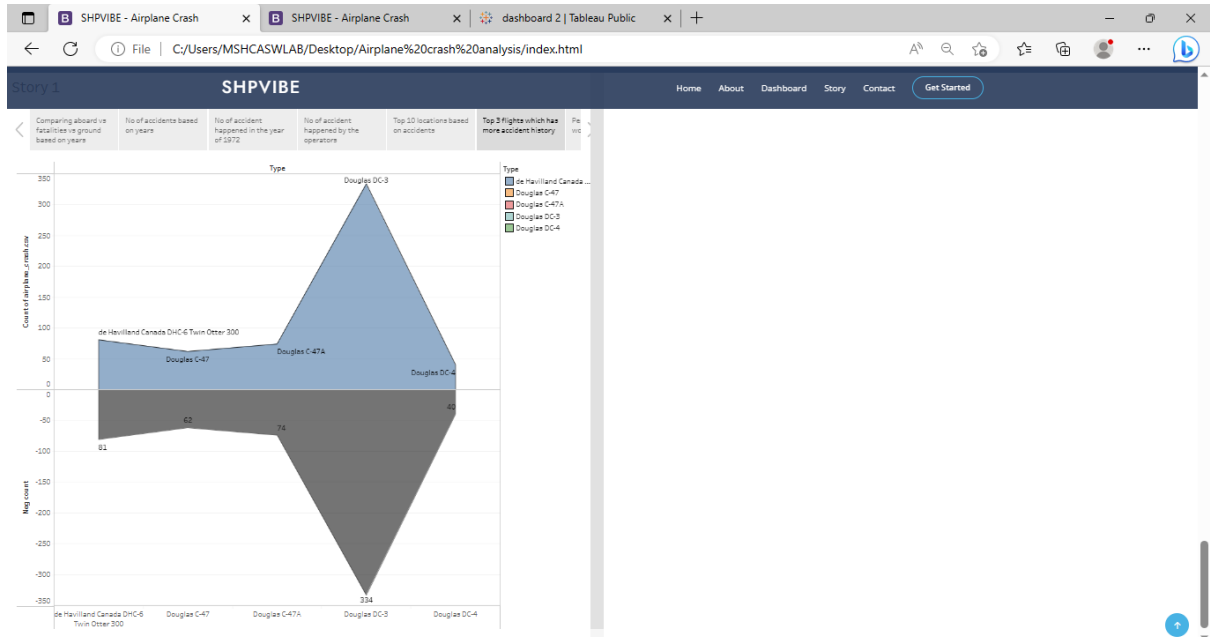 SHPVIBE - Airplane Crash
SHPVIBE - Airplane Crash
dashboard 2 | Tableau Public
File | C:/Users/MSHCASWLAB/Desktop/Airplane%20crash%20analysis/index.html
Story 1
SHPVIBE
Home About Dashboard Story Contact Get Started
Comparing aboard vs
fatalities vs ground
based on years
No of accidents based
on years
No of accident
happened in the year
of 1972
No of accident
happened by the
operators
Top 10 locations based
on accidents
Top 3 flights which has
more accident history
Pe
wo
Type
350
300
250
200
150
100
50
0
Count of airplane_crash.csv
de Havilland Canada DHC-6 Twin Otter 300
Douglas C-47
Douglas C-47A
Douglas DC-3
Douglas DC-4
0
-50
-100
-150
-200
-250
-300
-350
Neg count
81
62
74
334
40
de Havilland Canada DHC-6
Twin Otter 300
Douglas C-47
Douglas C-47A
Douglas DC-3
Douglas DC-4
Type
de Havilland Canada ...
Douglas C-47
Douglas C-47A
Douglas DC-3
Douglas DC-4